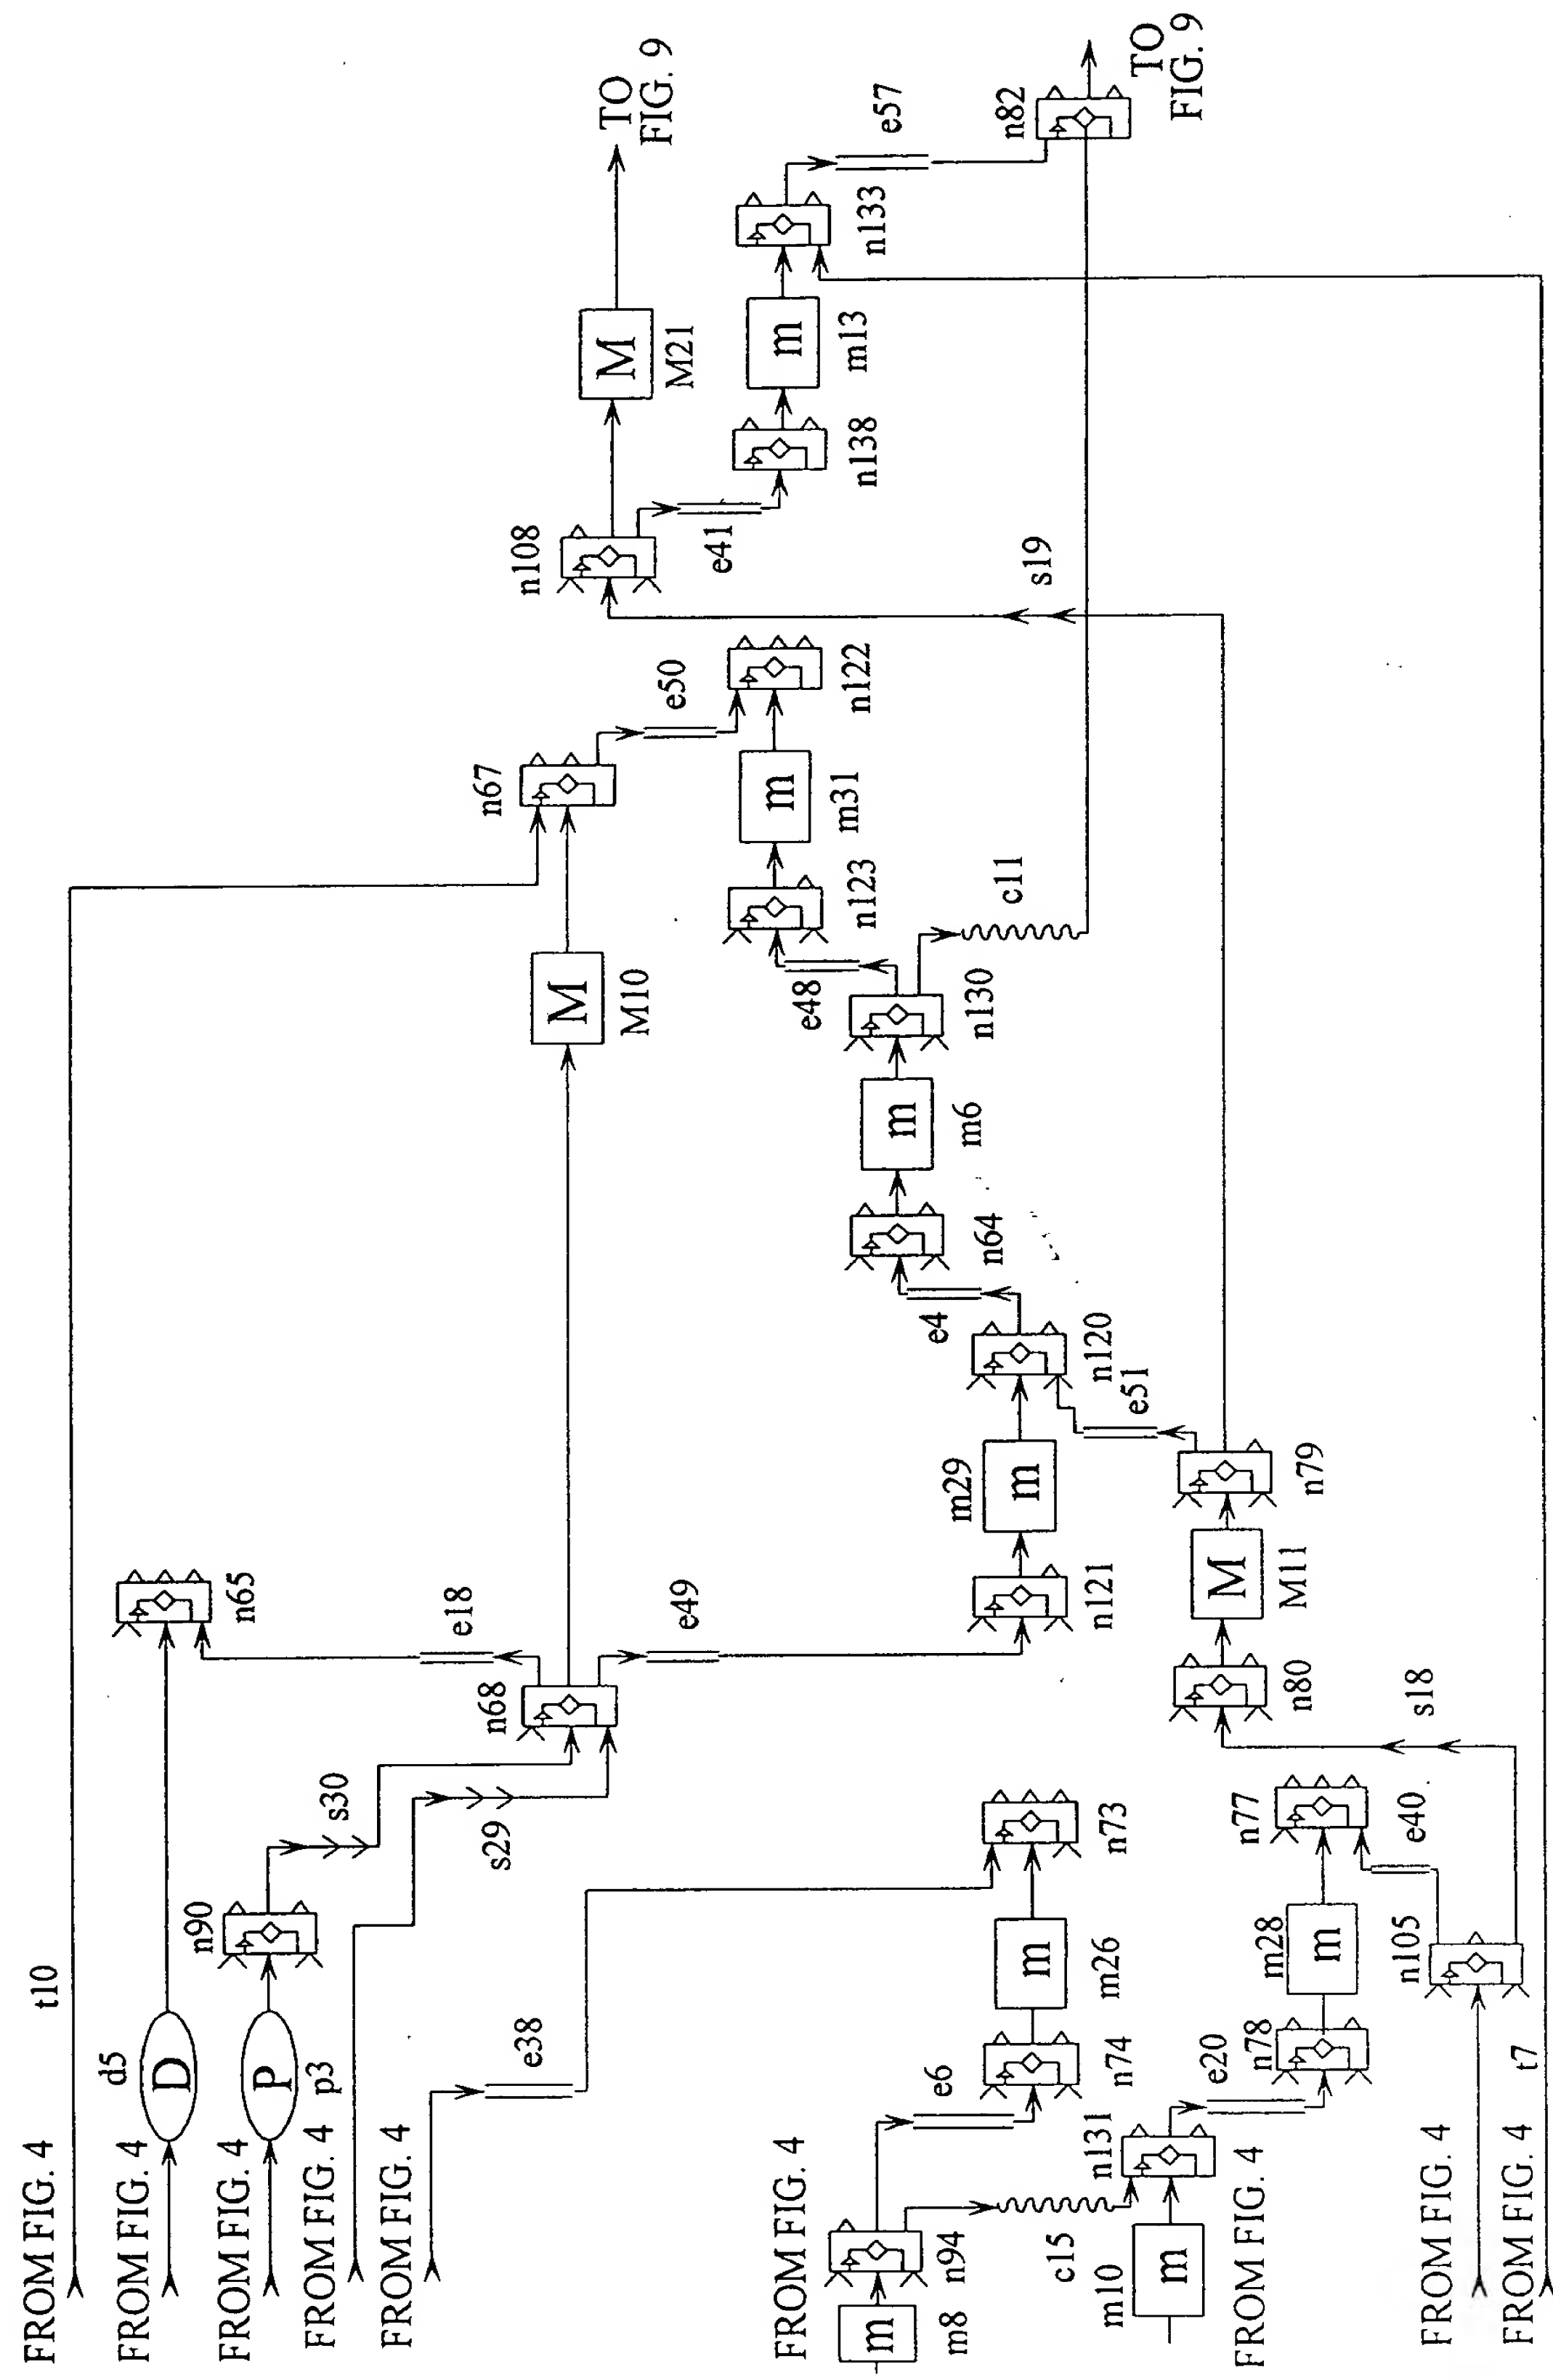 FROM FIG. 4
t10
FROM FIG. 4
D
d5
FROM FIG. 4
P
p3
n90
s30
FROM FIG. 4
s29
FROM FIG. 4
e38
n65
e18
n68
e49
M
M10
n67
e50
n122
m
m31
n123
e48
n130
c11
m
m6
n64
e4
n120
e51
m
m29
n121
n79
M
M11
n80
s18
s19
n108
M
M21
TO
FIG. 9
e41
n138
m
m13
n133
e57
n82
TO
FIG. 9
FROM FIG. 4
m
m8
n94
e6
n74
m
m26
n73
c15
m
m10
FROM FIG. 4
n131
e20
n78
m
m28
n77
e40
n105
FROM FIG. 4
FROM FIG. 4
t7